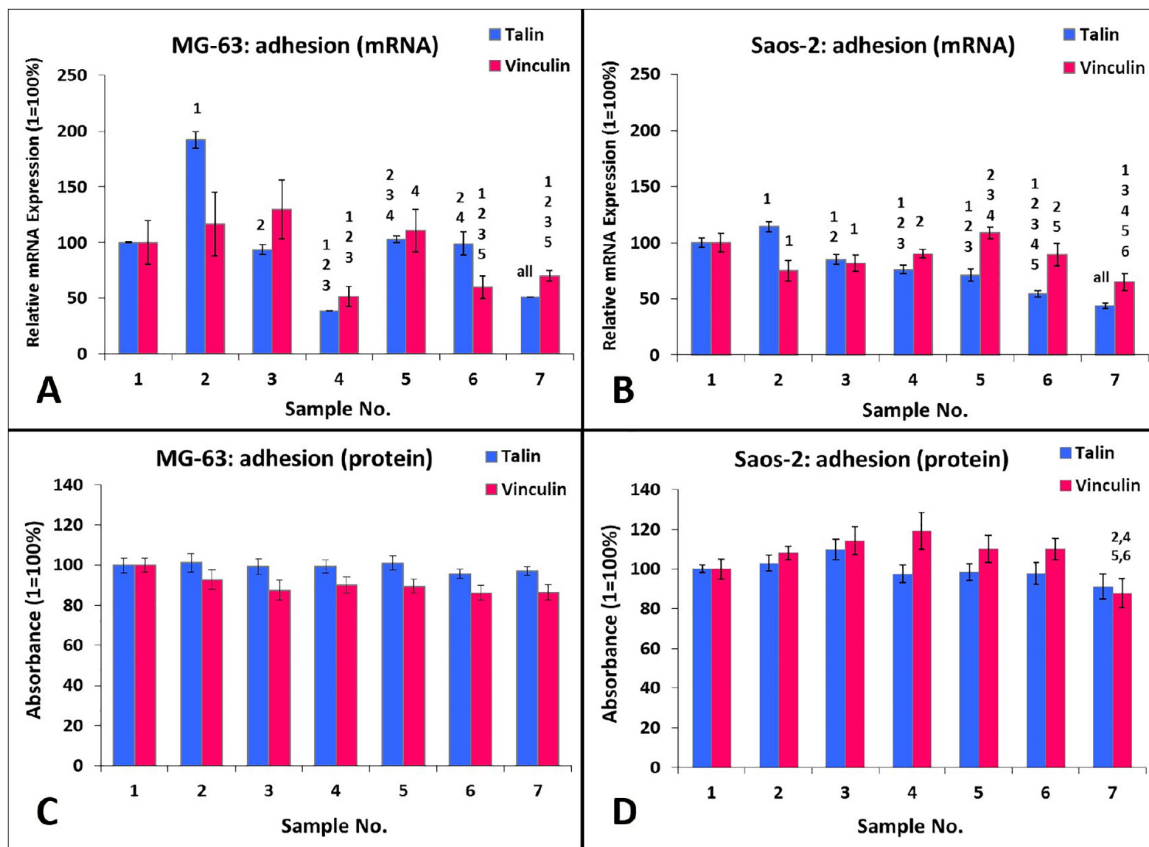 MG-63: adhesion (mRNA)
Talin
Vinculin
Relative mRNA Expression (1=100%)
250
200
150
100
50
0
1
2
2
3
4
4
2
4
1
2
3
5
1
2
3
5
1
2
3
1
2
3
all
1 2 3 4 5 6 7
Sample No.
A
Saos-2: adhesion (mRNA)
Talin
Vinculin
Relative mRNA Expression (1=100%)
250
200
150
100
50
0
1
1
1
2
1
1
2
3
2
1
2
3
2
3
4
1
2
3
4
5
2
5
all
1
3
4
5
6
1 2 3 4 5 6 7
Sample No.
B
MG-63: adhesion (protein)
Talin
Vinculin
Absorbance (1=100%)
140
120
100
80
60
40
20
0
1 2 3 4 5 6 7
Sample No.
C
Saos-2: adhesion (protein)
Talin
Vinculin
Absorbance (1=100%)
140
120
100
80
60
40
20
0
2,4
5,6
1 2 3 4 5 6 7
Sample No.
D